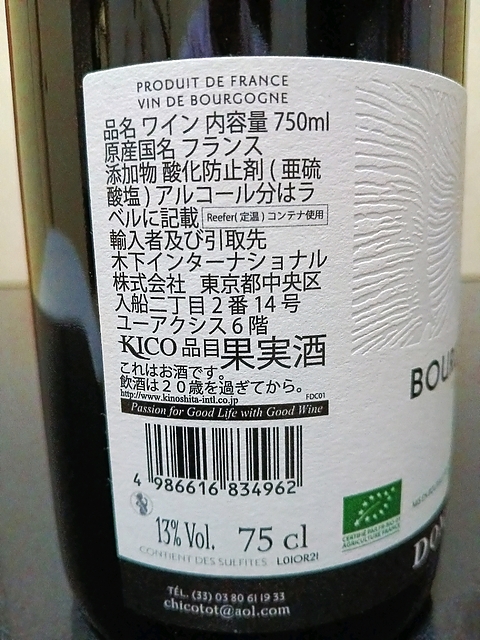 PRODUIT DE FRANCE
VIN DE BOURGOGNE
品名 ワイン 内容量 750ml
原産国名 フランス
添加物 酸化防止剤 ( 亜硫
酸塩 ) アルコール分はラ
ベルに記載 Reefer( 定温 ) コンテナ使用
輸入者及び引取先
木下インターナショナル
株式会社 東京都中央区
入船二丁目2番14号
ユーアクシス6階
KICO 品目 果実酒
これはお酒です。
飲酒は20歳を過ぎてから。
http://www.kinoshita-intl.co.jp FDC01
Passion for Good Life with Good Wine
4 986616 834962
13% Vol. 75 cl
CONTIENT DES SULFITES L01OR21
BOUR
CERTIFIÉ PAR FR-BIO-01
AGRICULTURE FRANCE
DO
TÉL. (33) 03 80 61 19 33
chicotot@aol.com